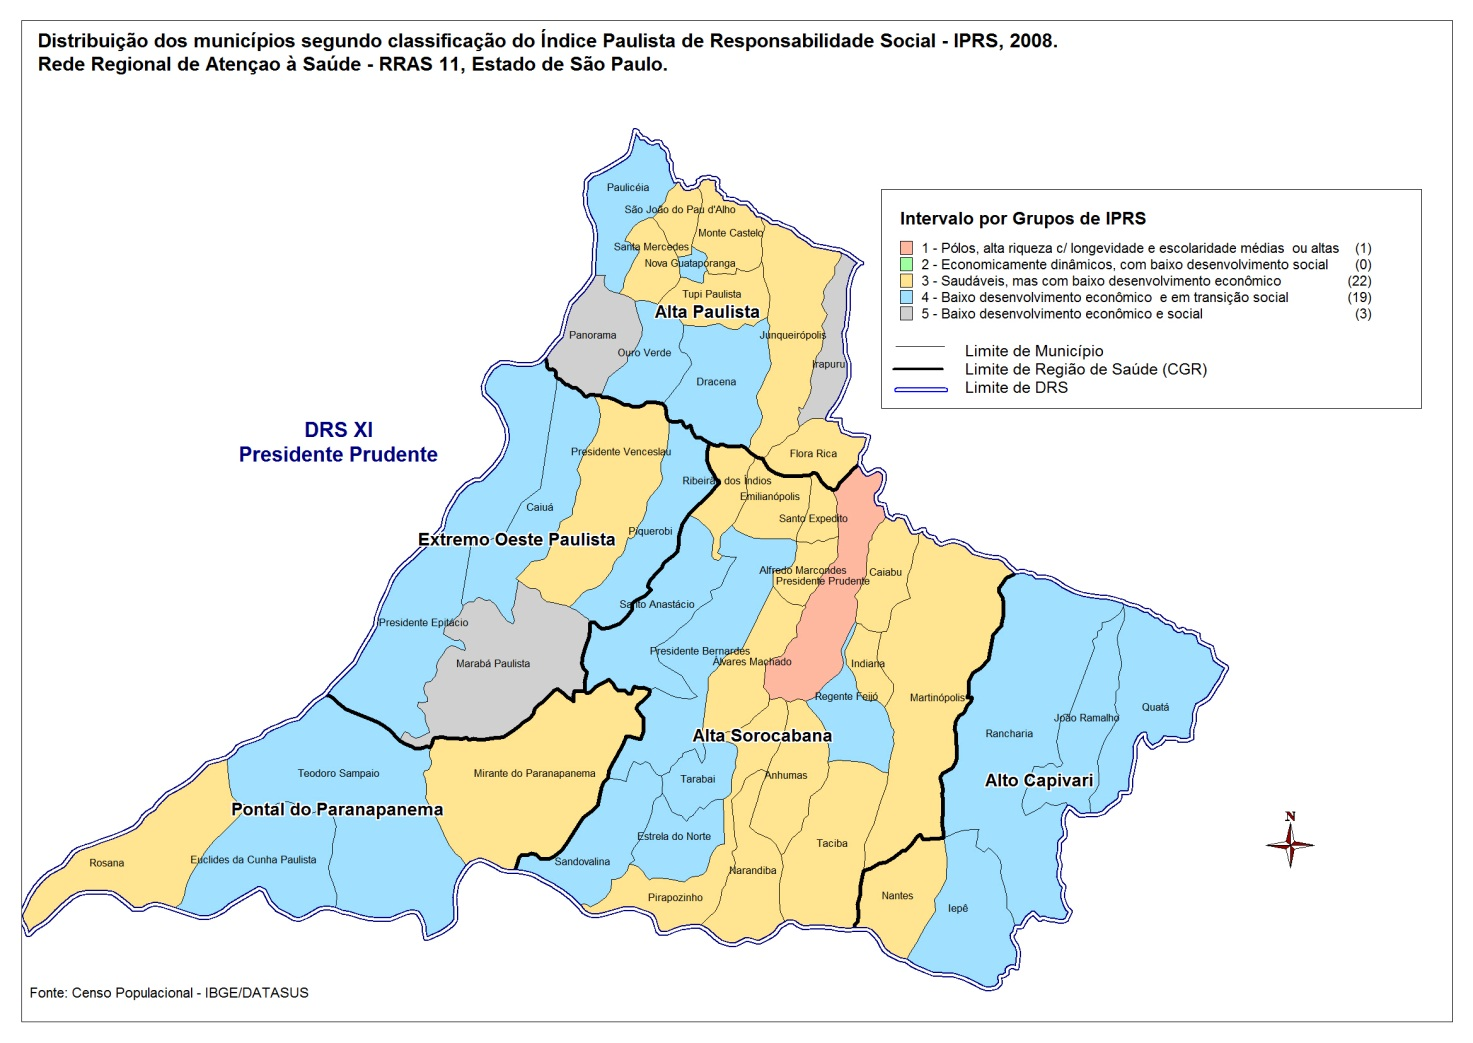 Distribuição dos municípios segundo classificação do Índice Paulista de Responsabilidade Social - IPRS, 2008.
Rede Regional de Atençao à Saúde - RRAS 11, Estado de São Paulo.
Intervalo por Grupos de IPRS
1 - Pólos, alta riqueza c/ longevidade e escolaridade médias ou altas (1)
2 - Economicamente dinâmicos, com baixo desenvolvimento social (0)
3 - Saudáveis, mas com baixo desenvolvimento econômico (22)
4 - Baixo desenvolvimento econômico e em transição social (19)
5 - Baixo desenvolvimento econômico e social (3)
Limite de Município
Limite de Região de Saúde (CGR)
Limite de DRS
Paulicéia
São João do Pau d'Alho
Monte Castelo
Santa Mercedes
Nova Guataporanga
Tupi Paulista
Alta Paulista
Panorama
Junqueirópolis
Ouro Verde
Irapuru
Dracena
DRS XI
Presidente Prudente
Presidente Venceslau
Flora Rica
Ribeirão dos Índios
Emilianópolis
Caiuá
Santo Expedito
Piquerobi
Extremo Oeste Paulista
Alfredo Marcondes
Caiabu
Presidente Prudente
Santo Anastácio
Presidente Epitácio
Presidente Bernardes
Marabá Paulista
Álvares Machado
Indiana
Regente Feijó
Martinópolis
Quatá
João Ramalho
Rancharia
Alta Sorocabana
Teodoro Sampaio
Mirante do Paranapanema
Tarabai
Anhumas
Alto Capivari
Pontal do Paranapanema
Estrela do Norte
Taciba
Rosana
Euclides da Cunha Paulista
Sandovalina
Narandiba
Pirapozinho
Nantes
Iepê
N
Fonte: Censo Populacional - IBGE/DATASUS